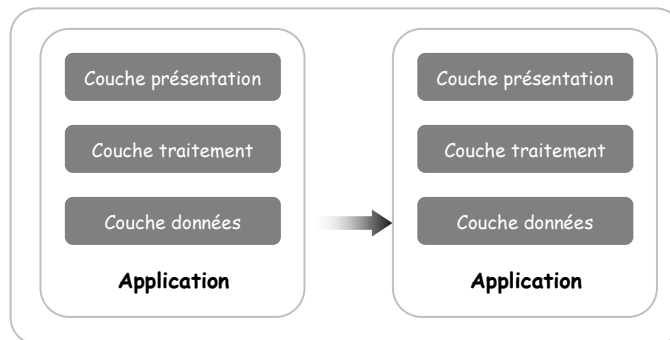 Couche présentation
Couche traitement
Couche données
Application
Couche présentation
Couche traitement
Couche données
Application